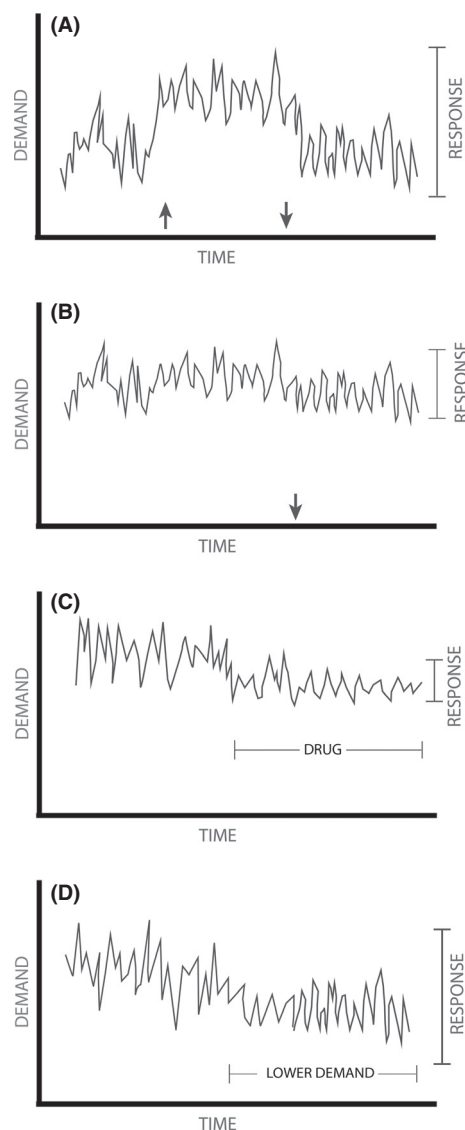 (A)
DEMAND
RESPONSE
TIME
(B)
DEMAND
RESPONSE
TIME
(C)
DEMAND
RESPONSE
DRUG
TIME
(D)
DEMAND
RESPONSE
LOWER DEMAND
TIME